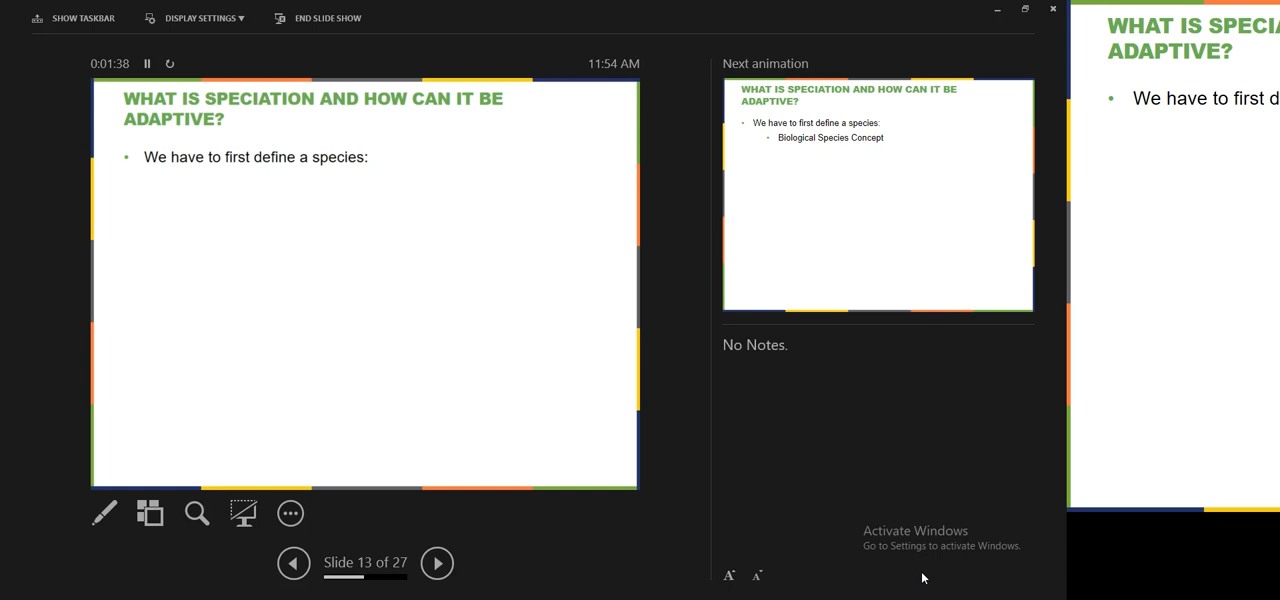 SHOW TASKBAR
DISPLAY SETTINGS ▾
END SLIDE SHOW
0:01:38
11:54 AM
WHAT IS SPECIATION AND HOW CAN IT BE
ADAPTIVE?
• We have to first define a species:
Slide 13 of 27
Next animation
WHAT IS SPECIATION AND HOW CAN IT BE
ADAPTIVE?
• We have to first define a species:
• Biological Species Concept
No Notes.
Activate Windows
Go to Settings to activate Windows.
A A
WHAT IS SPECIA
ADAPTIVE?
• We have to first d